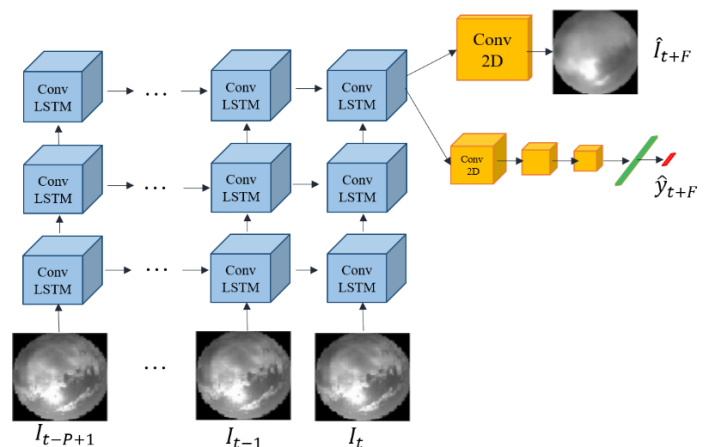 Conv
2D
Î_{t+F}
Conv
LSTM
...
Conv
LSTM
Conv
LSTM
Conv
LSTM
...
Conv
LSTM
Conv
LSTM
Conv
2D
ŷ_{t+F}
Conv
LSTM
...
Conv
LSTM
Conv
LSTM
...
I_{t−P+1}
I_{t−1}
I_t